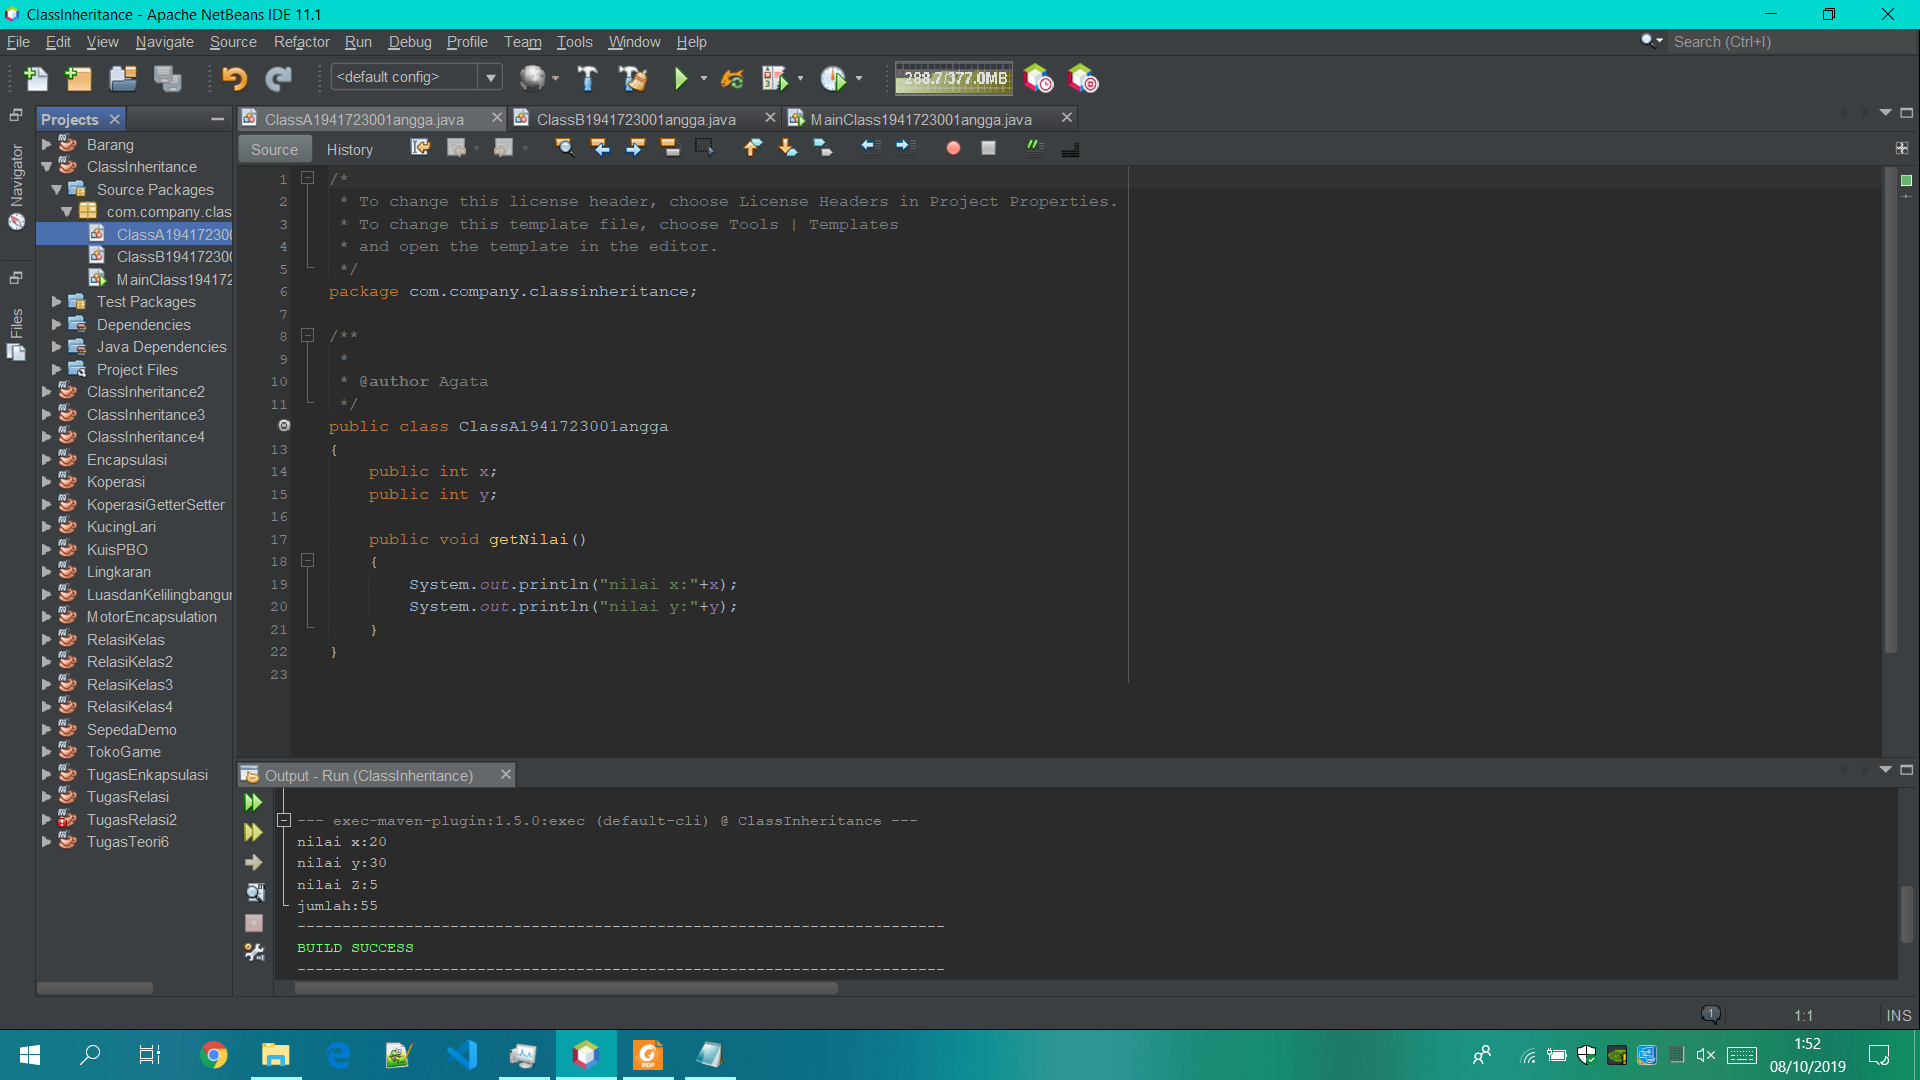 ClassInheritance - Apache NetBeans IDE 11.1
File Edit View Navigate Source Refactor Run Debug Profile Team Tools Window Help
Search (Ctrl+I)
<default config>
288.7/377.0MB
Projects
ClassA1941723001angga.java
ClassB1941723001angga.java
MainClass1941723001angga.java
Source History
Navigator
Files
Barang
ClassInheritance
Source Packages
com.company.clas
ClassA194172300
ClassB194172300
MainClass194172
Test Packages
Dependencies
Java Dependencies
Project Files
ClassInheritance2
ClassInheritance3
ClassInheritance4
Encapsulasi
Koperasi
KoperasiGetterSetter
KucingLari
KuisPBO
Lingkaran
LuasdanKelilingbangun
MotorEncapsulation
RelasiKelas
RelasiKelas2
RelasiKelas3
RelasiKelas4
SepedaDemo
TokoGame
TugasEnkapsulasi
TugasRelasi
TugasRelasi2
TugasTeori6
1 /*
2 * To change this license header, choose License Headers in Project Properties.
3 * To change this template file, choose Tools | Templates
4 * and open the template in the editor.
5 */
6 package com.company.classinheritance;
7
8 /**
9 *
10 * @author Agata
11 */
public class ClassA1941723001angga
13 {
14 public int x;
15 public int y;
16
17 public void getNilai()
18 {
19 System.out.println("nilai x:"+x);
20 System.out.println("nilai y:"+y);
21 }
22 }
23
Output - Run (ClassInheritance)
--- exec-maven-plugin:1.5.0:exec (default-cli) @ ClassInheritance ---
nilai x:20
nilai y:30
nilai Z:5
jumlah:55
------------------------------------------------------------------------
BUILD SUCCESS
------------------------------------------------------------------------
1
1:1
INS
PDF
1:52
08/10/2019